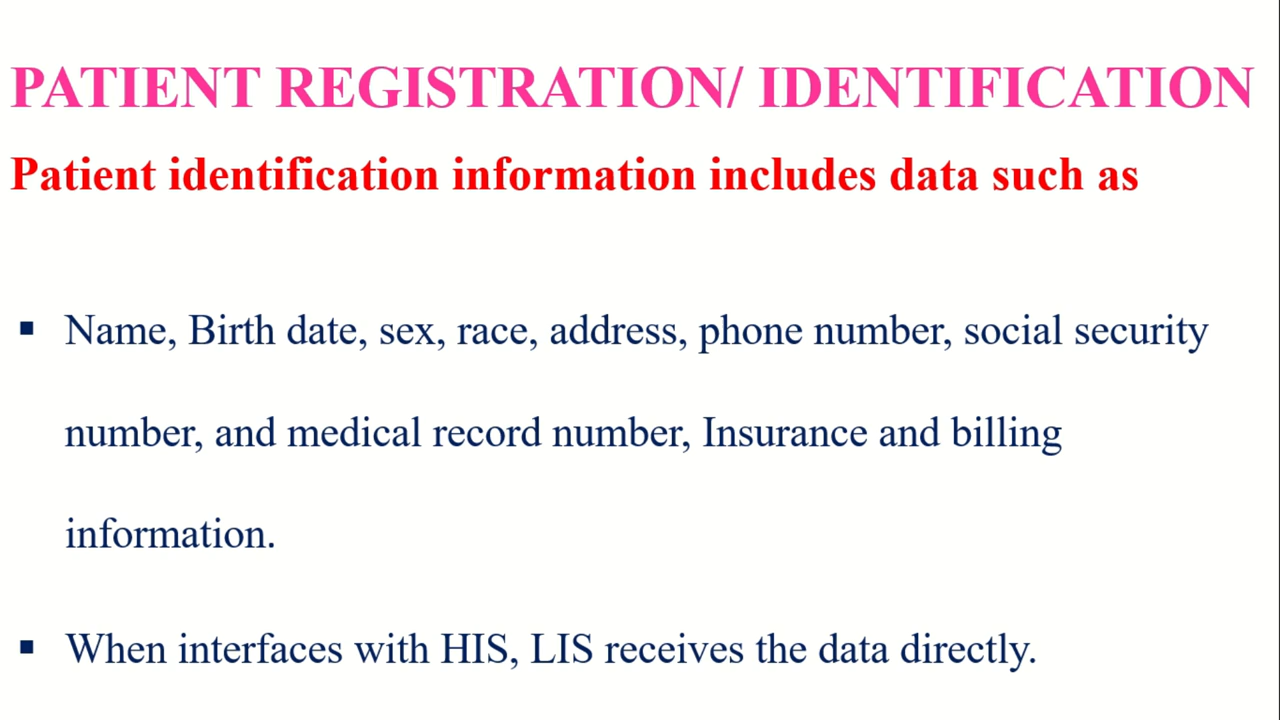 PATIENT REGISTRATION/ IDENTIFICATION
Patient identification information includes data such as
▪ Name, Birth date, sex, race, address, phone number, social security
number, and medical record number, Insurance and billing
information.
▪ When interfaces with HIS, LIS receives the data directly.